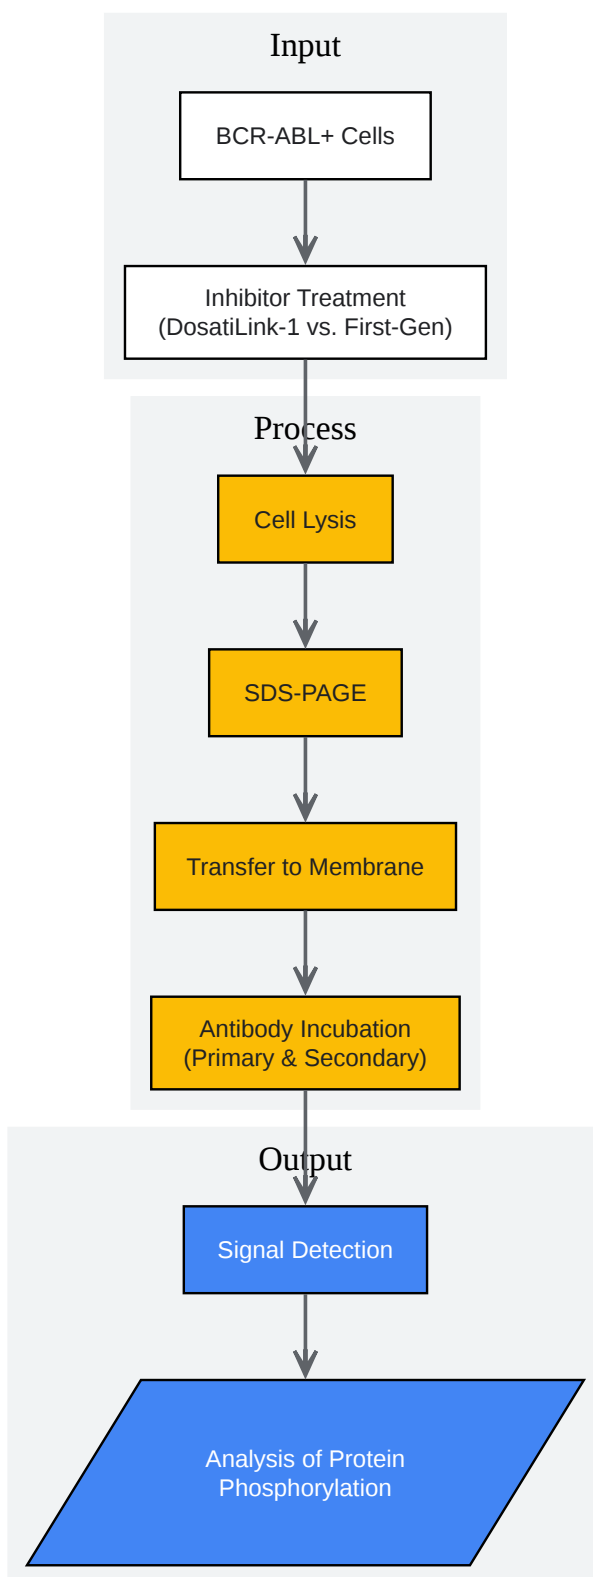 Input
BCR-ABL+ Cells
Inhibitor Treatment
(DosatiLink-1 vs. First-Gen)
Process
Cell Lysis
SDS-PAGE
Transfer to Membrane
Antibody Incubation
(Primary & Secondary)
Output
Signal Detection
Analysis of Protein
Phosphorylation